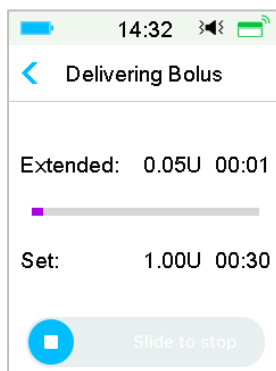 14:32
Delivering Bolus
Extended: 0.05U 00:01
Set: 1.00U 00:30
Slide to stop